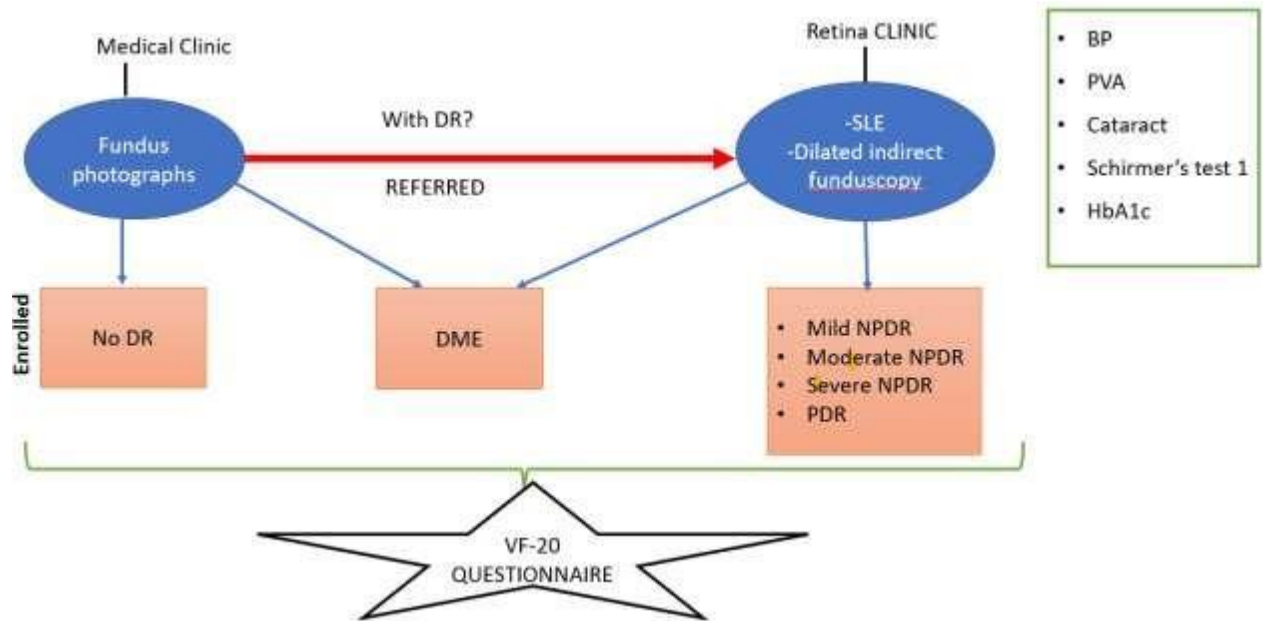 Medical Clinic
Retina CLINIC
Fundus
photographs
With DR?
REFERRED
-SLE
-Dilated indirect
funduscopy
• BP
• PVA
• Cataract
• Schirmer's test 1
• HbA1c
Enrolled
No DR
DME
• Mild NPDR
• Moderate NPDR
• Severe NPDR
• PDR
VF-20
QUESTIONNAIRE